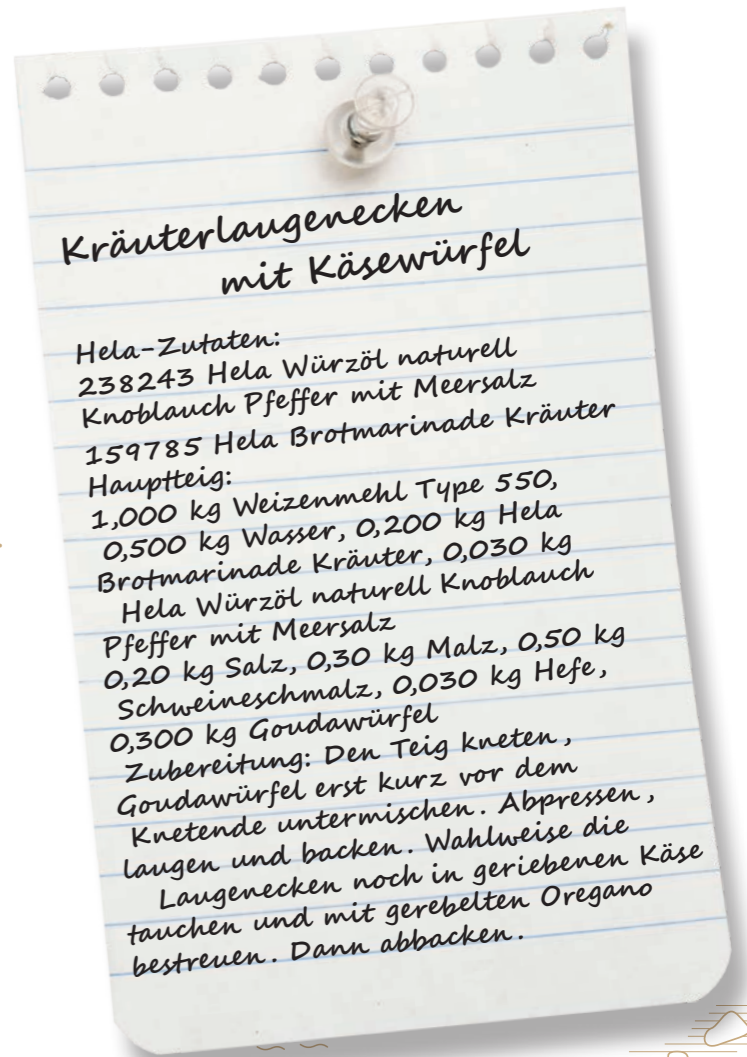 Kräuterlaugenecken
mit Käsewürfel
Hela-Zutaten:
238243 Hela Würzöl naturell
Knoblauch Pfeffer mit Meersalz
159785 Hela Brotmarinade Kräuter
Hauptteig:
1,000 kg Weizenmehl Type 550,
0,500 kg Wasser, 0,200 kg Hela
Brotmarinade Kräuter, 0,030 kg
Hela Würzöl naturell Knoblauch
Pfeffer mit Meersalz
0,20 kg Salz, 0,30 kg Malz, 0,50 kg
Schweineschmalz, 0,030 kg Hefe,
0,300 kg Goudawürfel
Zubereitung: Den Teig kneten,
Goudawürfel erst kurz vor dem
Knetende untermischen. Abpressen,
laugen und backen. Wahlweise die
Laugenecken noch in geriebenen Käse
tauchen und mit gerebelten Oregano
bestreuen. Dann abbacken.